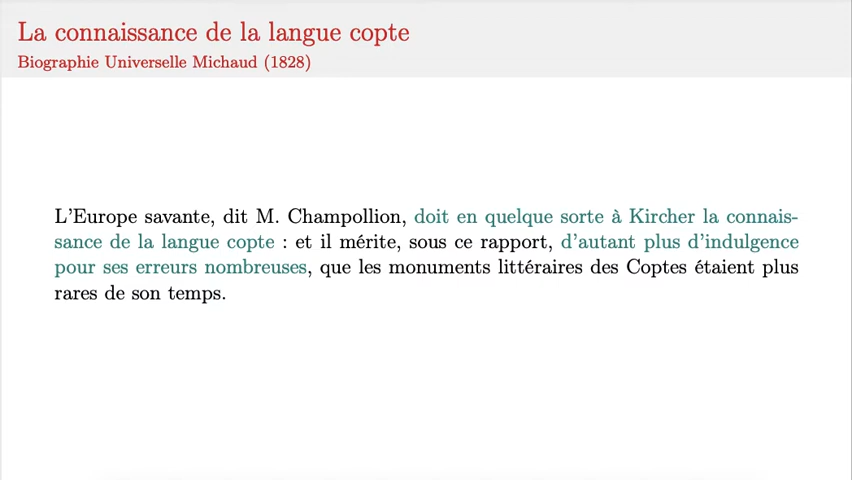 La connaissance de la langue copte
Biographie Universelle Michaud (1828)
L'Europe savante, dit M. Champollion, doit en quelque sorte à Kircher la connais-
sance de la langue copte : et il mérite, sous ce rapport, d'autant plus d'indulgence
pour ses erreurs nombreuses, que les monuments littéraires des Coptes étaient plus
rares de son temps.